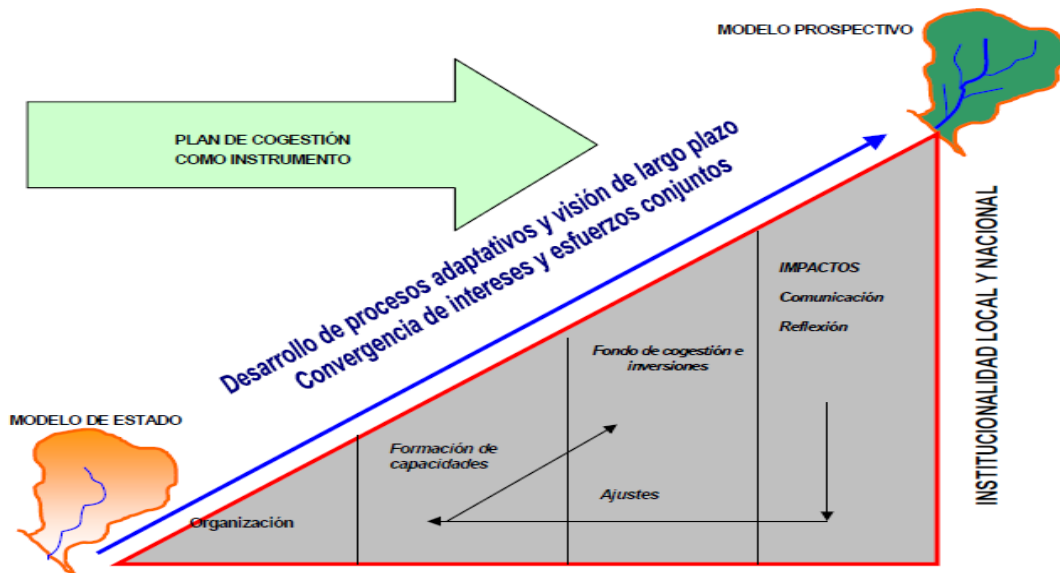 MODELO PROSPECTIVO
PLAN DE COGESTIÓN
COMO INSTRUMENTO
Desarrollo de procesos adaptativos y visión de largo plazo
Convergencia de intereses y esfuerzos conjuntos
IMPACTOS
Comunicación
Reflexión
Fondo de cogestión e
inversiones
MODELO DE ESTADO
Formación de
capacidades
Ajustes
Organización
INSTITUCIONALIDAD LOCAL Y NACIONAL